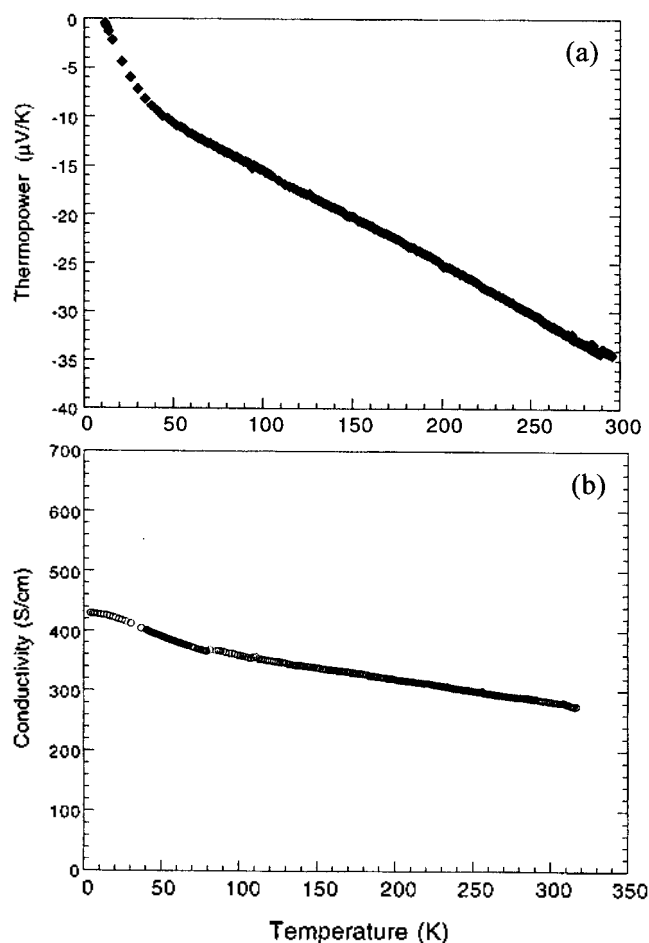 (a)
Thermopower (µV/K)
0
-5
-10
-15
-20
-25
-30
-35
-40
0 50 100 150 200 250 300
(b)
Conductivity (S/cm)
700
600
500
400
300
200
100
0
0 50 100 150 200 250 300 350
Temperature (K)